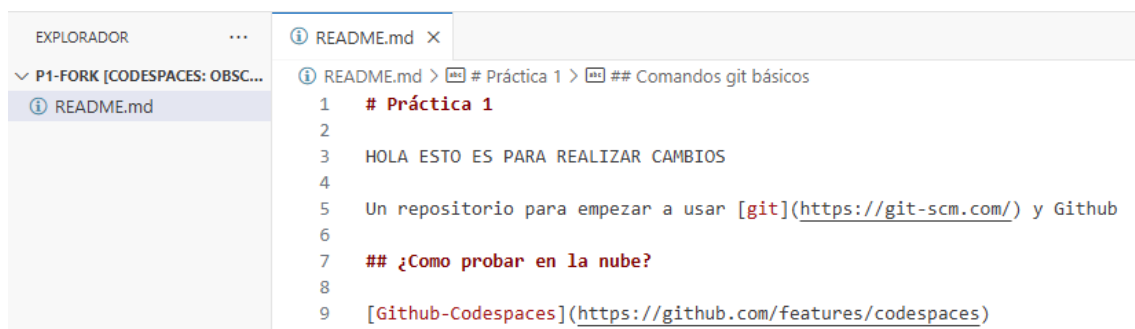 EXPLORADOR ...
README.md ×
P1-FORK [CODESPACES: OBSC...
README.md
README.md > # Práctica 1 > ## Comandos git básicos
1 # Práctica 1
2
3 HOLA ESTO ES PARA REALIZAR CAMBIOS
4
5 Un repositorio para empezar a usar [git](https://git-scm.com/) y Github
6
7 ## ¿Como probar en la nube?
8
9 [Github-Codespaces](https://github.com/features/codespaces)